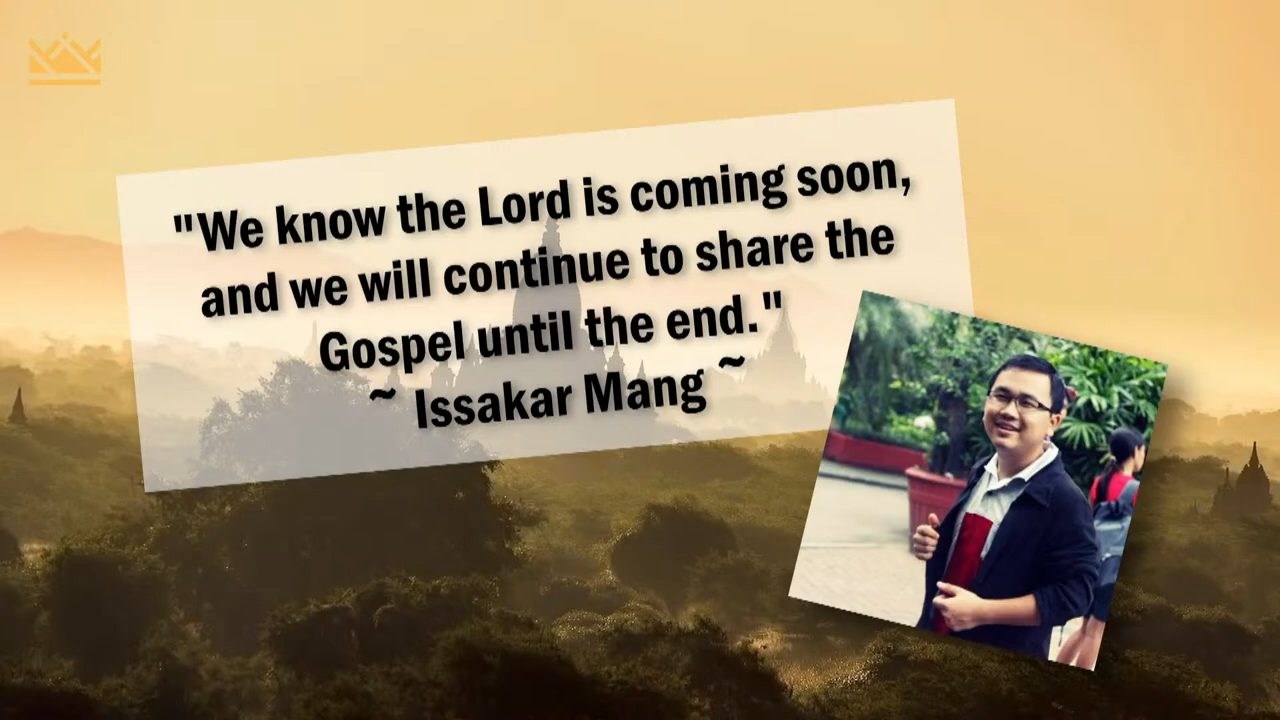 "We know the Lord is coming soon,
and we will continue to share the
Gospel until the end."
~ Issakar Mang ~